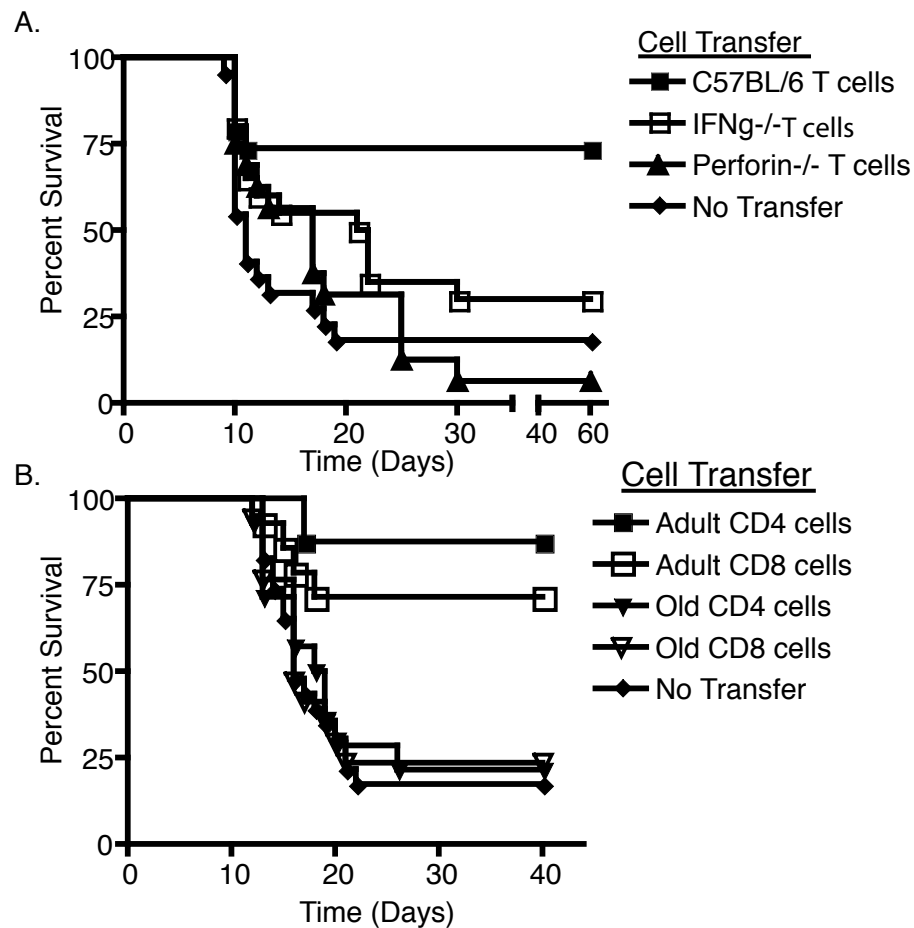 A.
Percent Survival
100
75
50
25
0
0 10 20 30 40 60
Time (Days)
Cell Transfer
C57BL/6 T cells
IFNg-/-T cells
Perforin-/- T cells
No Transfer
B.
Percent Survival
100
75
50
25
0
0 10 20 30 40
Time (Days)
Cell Transfer
Adult CD4 cells
Adult CD8 cells
Old CD4 cells
Old CD8 cells
No Transfer